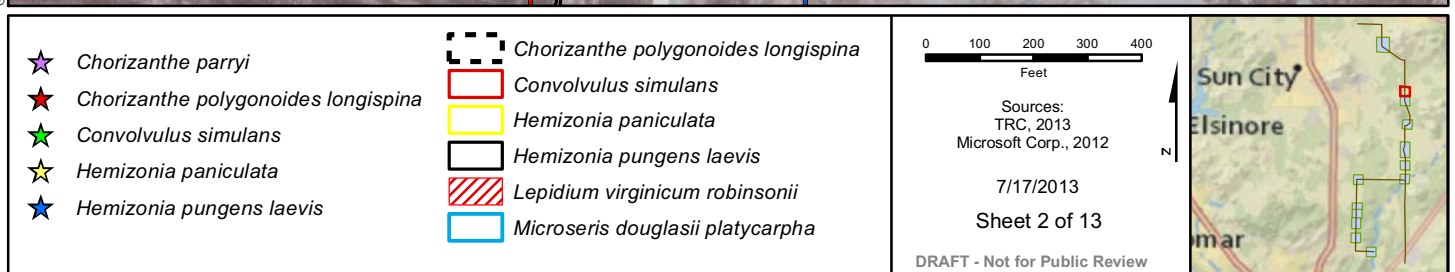 Chorizanthe parryi
Chorizanthe polygonoides longispina
Convolvulus simulans
Hemizonia paniculata
Hemizonia pungens laevis
Chorizanthe polygonoides longispina
Convolvulus simulans
Hemizonia paniculata
Hemizonia pungens laevis
Lepidium virginicum robinsonii
Microseris douglasii platycarpha
0 100 200 300 400
Feet
Sources:
TRC, 2013
Microsoft Corp., 2012
N
7/17/2013
Sheet 2 of 13
DRAFT - Not for Public Review
Sun City
Elsinore
mar